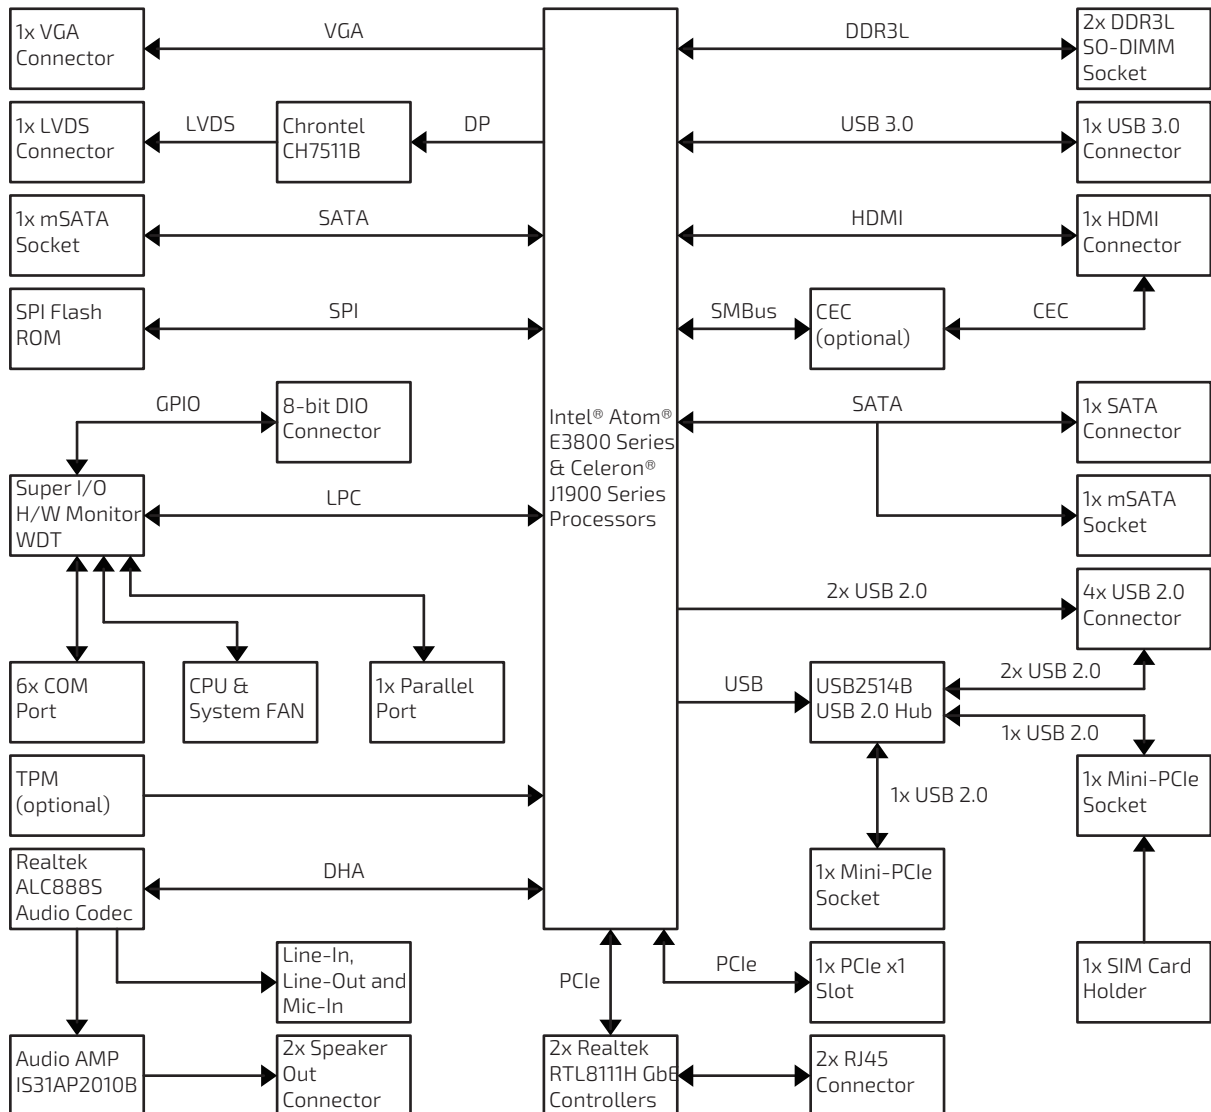 1x VGA
Connector
VGA
DDR3L
2x DDR3L
SO-DIMM
Socket
1x LVDS
Connector
LVDS
Chrontel
CH7511B
DP
USB 3.0
1x USB 3.0
Connector
1x mSATA
Socket
SATA
HDMI
1x HDMI
Connector
SPI Flash
ROM
SPI
SMBus
CEC
(optional)
CEC
GPIO
8-bit DIO
Connector
Intel® Atom®
E3800 Series
& Celeron®
J1900 Series
Processors
SATA
1x SATA
Connector
Super I/O
H/W Monitor
WDT
LPC
1x mSATA
Socket
2x USB 2.0
4x USB 2.0
Connector
6x COM
Port
CPU &
System FAN
1x Parallel
Port
USB
USB2514B
USB 2.0 Hub
2x USB 2.0
1x USB 2.0
TPM
(optional)
1x USB 2.0
1x Mini-PCIe
Socket
Realtek
ALC888S
Audio Codec
DHA
1x Mini-PCIe
Socket
Line-In,
Line-Out and
Mic-In
PCIe
PCIe
1x PCIe x1
Slot
1x SIM Card
Holder
Audio AMP
IS31AP2010B
2x Speaker
Out
Connector
2x Realtek
RTL8111H GbE
Controllers
2x RJ45
Connector